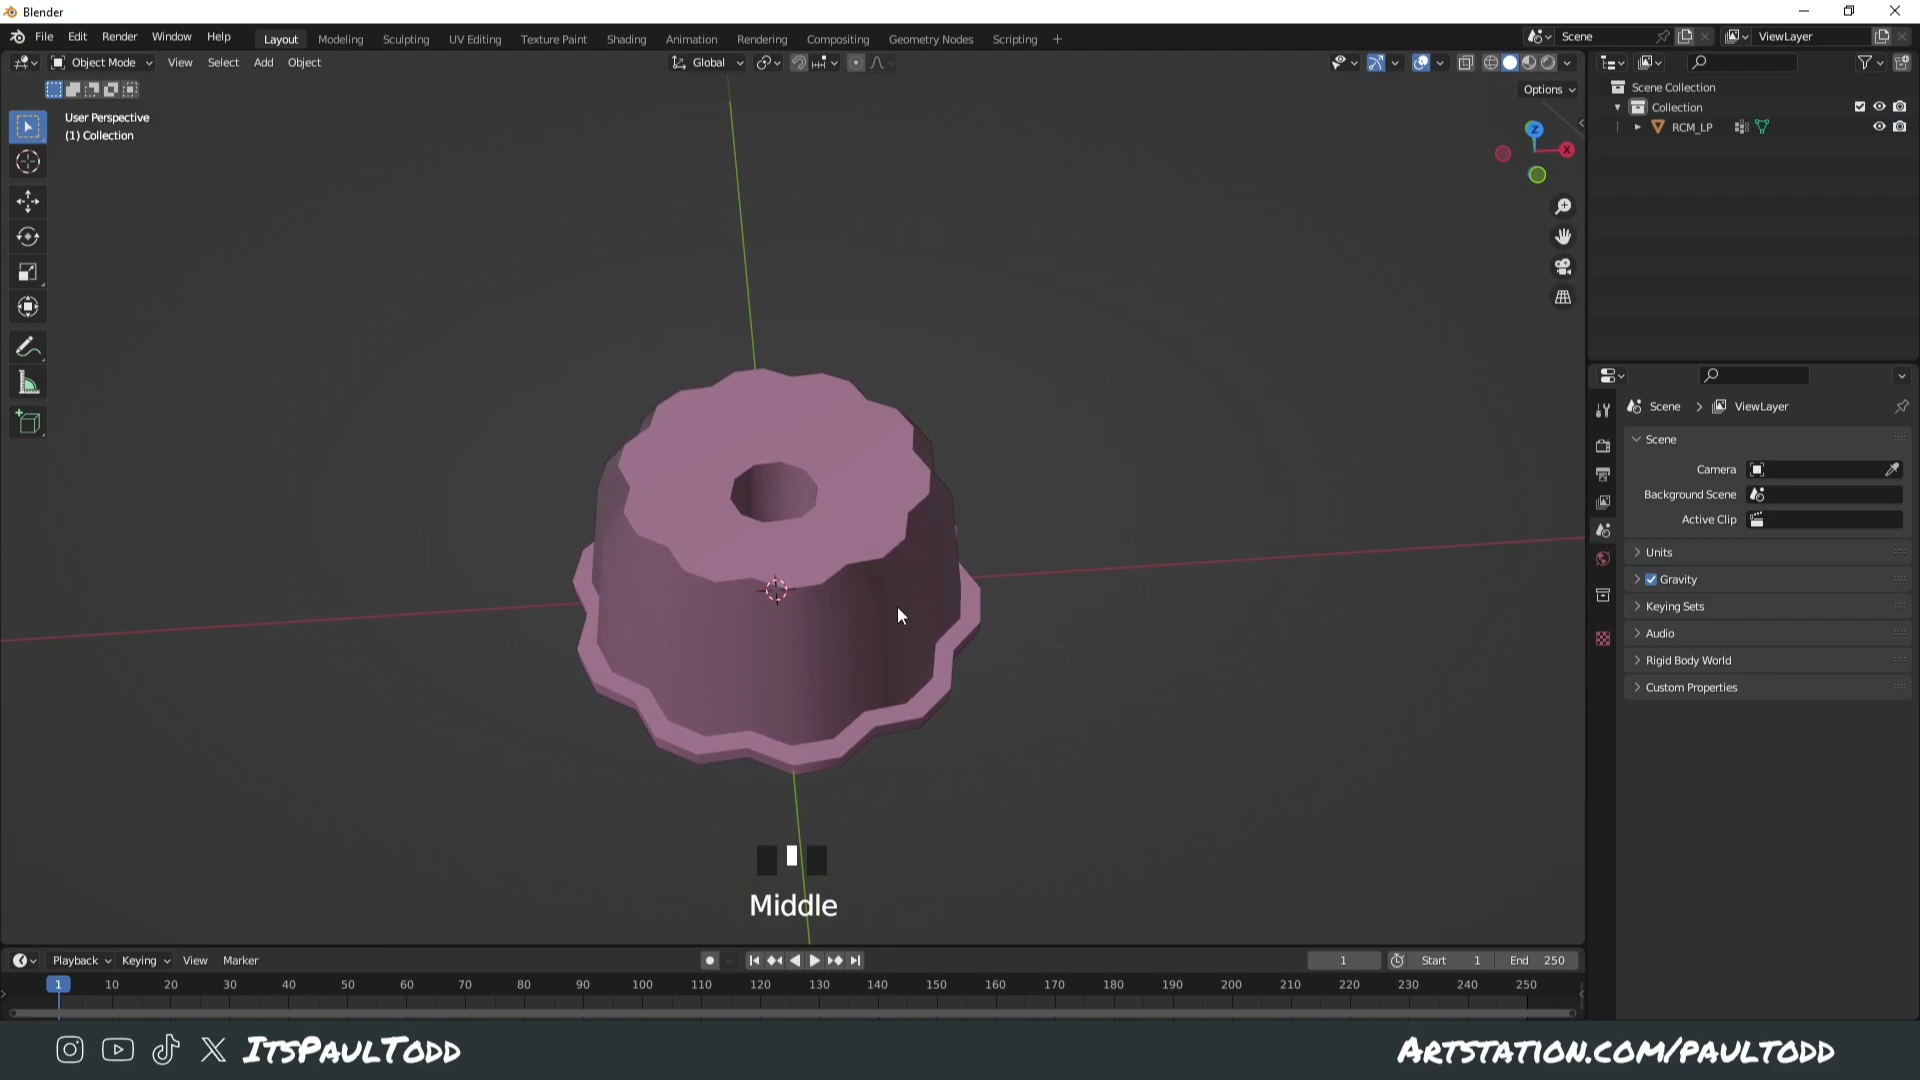 Blender
File Edit Render Window Help
Layout Modeling Sculpting UV Editing Texture Paint Shading Animation Rendering Compositing Geometry Nodes Scripting +
Scene
ViewLayer
Object Mode View Select Add Object
Global
Options
User Perspective
(1) Collection
Z
X
Scene Collection
Collection
RCM_LP
Scene > ViewLayer
Scene
Camera
Background Scene
Active Clip
Units
Gravity
Keying Sets
Audio
Rigid Body World
Custom Properties
Middle
Playback Keying View Marker
1 Start 1 End 250
1 10 20 30 40 50 60 70 80 90 100 110 120 130 140 150 160 170 180 190 200 210 220 230 240 250
ItsPaulTodd
Artstation.com/paultodd